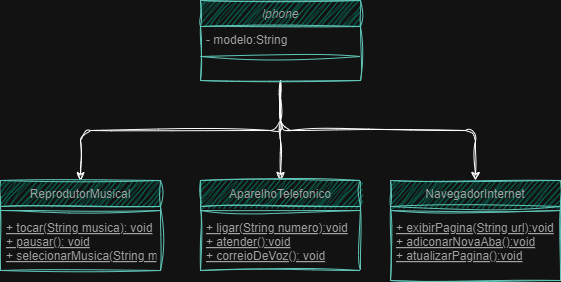 Iphone
- modelo:String
ReprodutorMusical
+ tocar(String musica): void
+ pausar(): void
+ selecionarMusica(String m
AparelhoTelefonico
+ ligar(String numero):void
+ atender():void
+ correioDeVoz(): void
NavegadorInternet
+ exibirPagina(String url):void
+ adiconarNovaAba():void
+ atualizarPagina():void